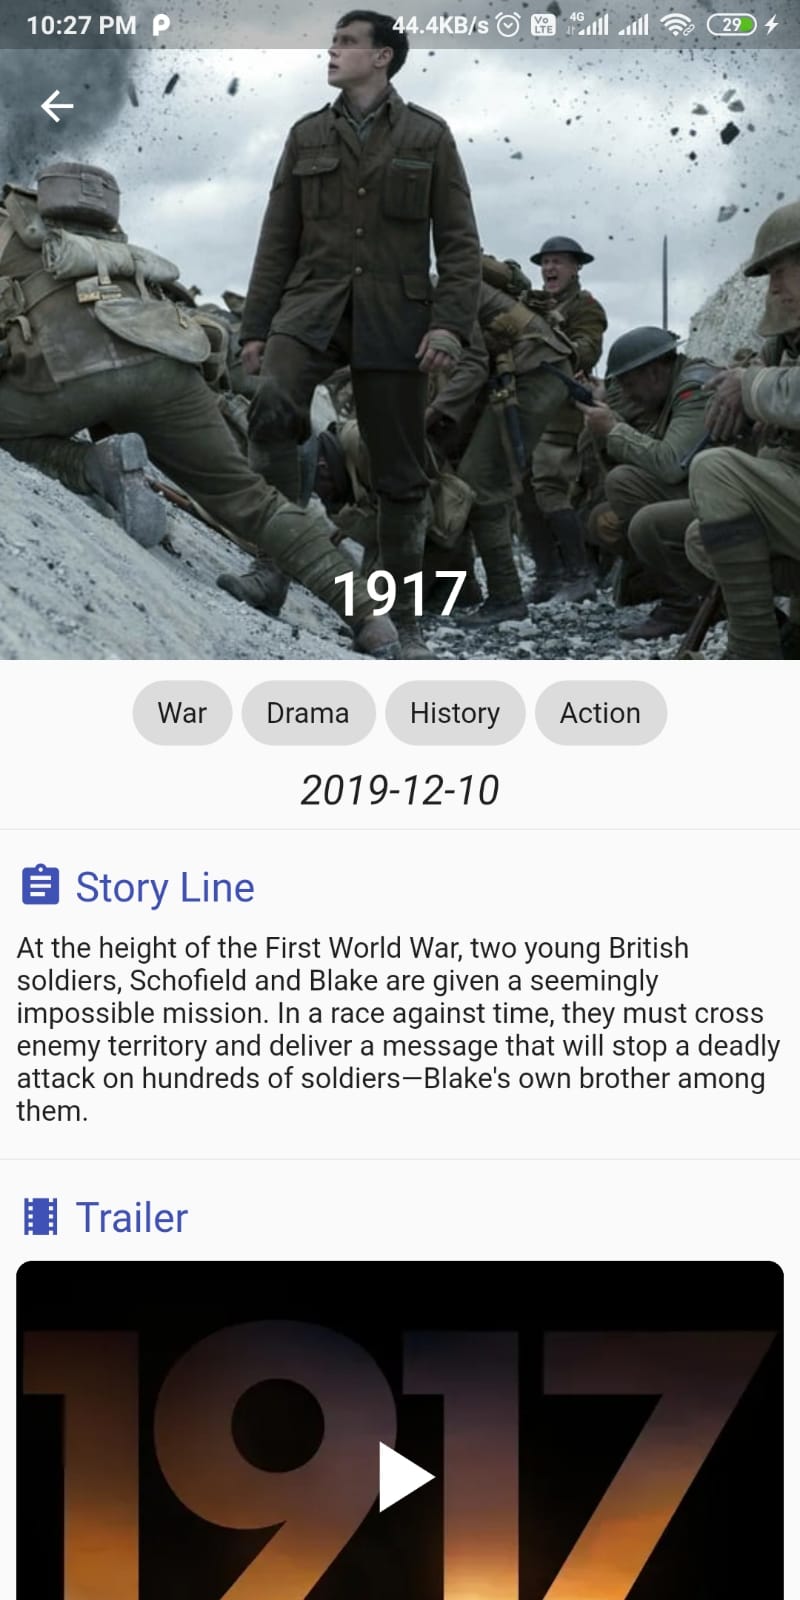 10:27 PM 44.4KB/s Vo LTE 4G 29
1917
War Drama History Action
2019-12-10
Story Line
At the height of the First World War, two young British
soldiers, Schofield and Blake are given a seemingly
impossible mission. In a race against time, they must cross
enemy territory and deliver a message that will stop a deadly
attack on hundreds of soldiers—Blake's own brother among
them.
Trailer
1917